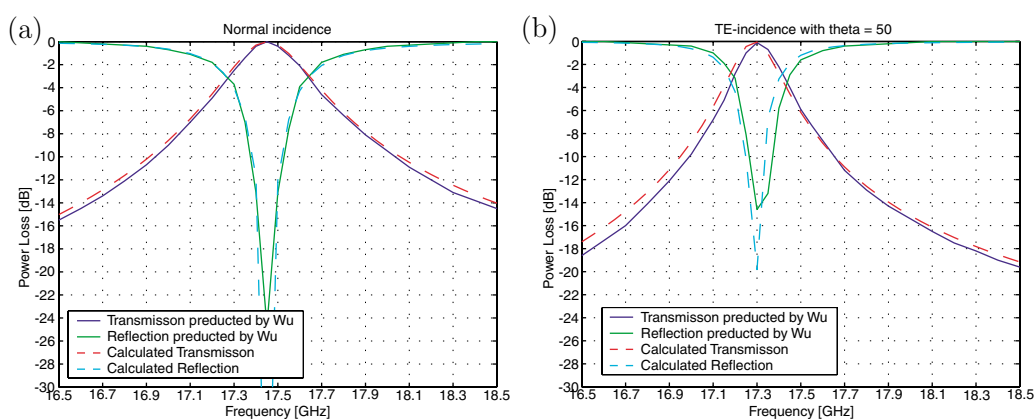 (a)
Normal incidence
0
-2
-4
-6
-8
-10
-12
-14
-16
-18
-20
-22
-24
-26
-28
-30
Power Loss [dB]
Transmisson preducted by Wu
Reflection preducted by Wu
Calculated Transmisson
Calculated Reflection
16.5 16.7 16.9 17.1 17.3 17.5 17.7 17.9 18.1 18.3 18.5
Frequency [GHz]
(b)
TE-incidence with theta = 50
0
-2
-4
-6
-8
-10
-12
-14
-16
-18
-20
-22
-24
-26
-28
-30
Power Loss [dB]
Transmisson preducted by Wu
Reflection preducted by Wu
Calculated Transmisson
Calculated Reflection
16.5 16.7 16.9 17.1 17.3 17.5 17.7 17.9 18.1 18.3 18.5
Frequency [GHz]